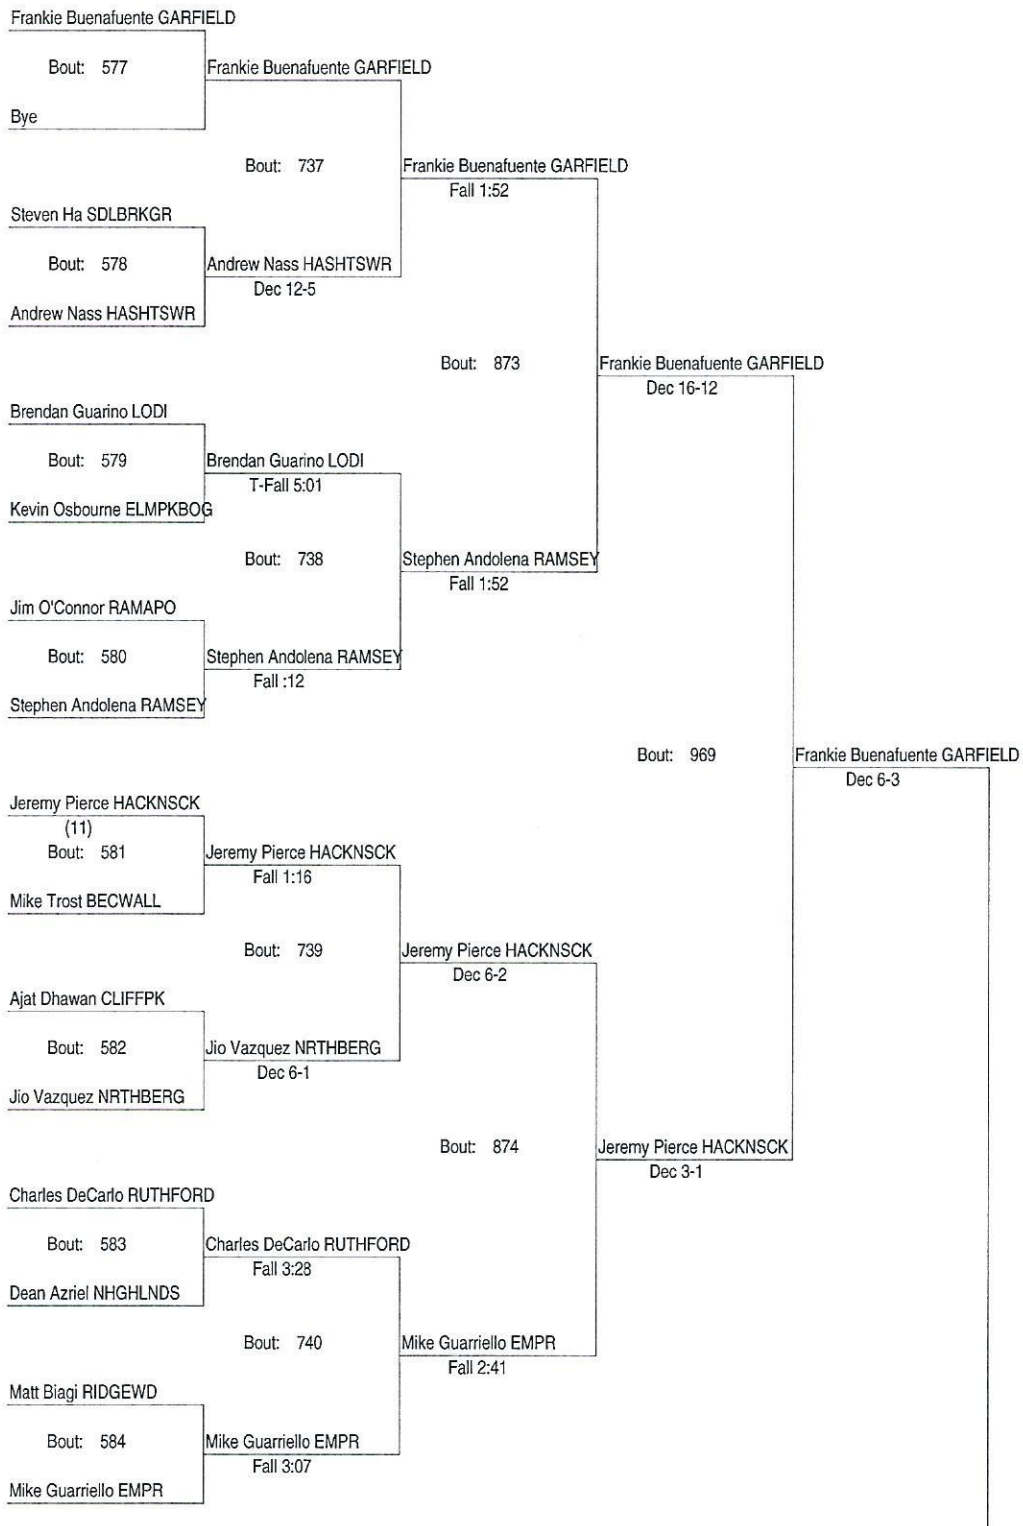 Frankie Buenafuente GARFIELD
Bout: 577
Frankie Buenafuente GARFIELD
Bye
Bout: 737
Frankie Buenafuente GARFIELD
Fall 1:52
Steven Ha SDLBRKGR
Bout: 578
Andrew Nass HASHTSWR
Dec 12-5
Andrew Nass HASHTSWR
Bout: 873
Frankie Buenafuente GARFIELD
Dec 16-12
Brendan Guarino LODI
Bout: 579
Brendan Guarino LODI
T-Fall 5:01
Kevin Osbourne ELMPKBOG
Bout: 738
Stephen Andolena RAMSEY
Fall 1:52
Jim O'Connor RAMAPO
Bout: 580
Stephen Andolena RAMSEY
Fall :12
Stephen Andolena RAMSEY
Bout: 969
Frankie Buenafuente GARFIELD
Dec 6-3
Jeremy Pierce HACKNSCK
(11)
Bout: 581
Jeremy Pierce HACKNSCK
Fall 1:16
Mike Trost BECWALL
Bout: 739
Jeremy Pierce HACKNSCK
Dec 6-2
Ajat Dhawan CLIFFPK
Bout: 582
Jio Vazquez NRTHBERG
Dec 6-1
Jio Vazquez NRTHBERG
Bout: 874
Jeremy Pierce HACKNSCK
Dec 3-1
Charles DeCarlo RUTHFORD
Bout: 583
Charles DeCarlo RUTHFORD
Fall 3:28
Dean Azriel NHGHLNDS
Bout: 740
Mike Guarriello EMPR
Fall 2:41
Matt Biagi RIDGEWD
Bout: 584
Mike Guarriello EMPR
Fall 3:07
Mike Guarriello EMPR